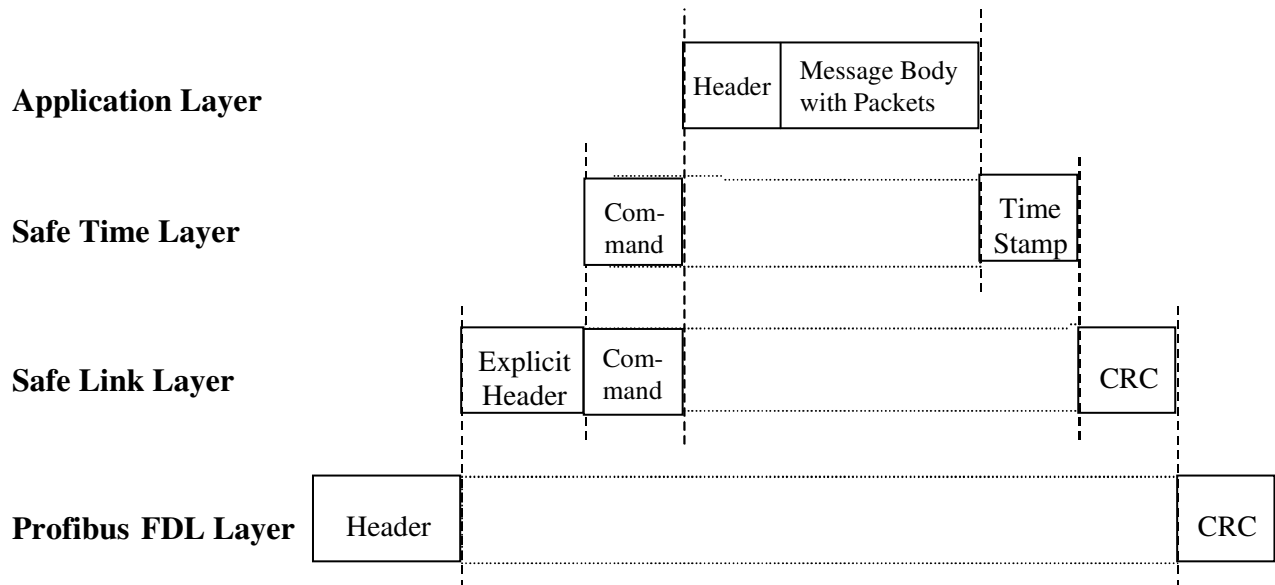 Application Layer
Header
Message Body
with Packets
Safe Time Layer
Com-
mand
Time
Stamp
Safe Link Layer
Explicit
Header
Com-
mand
CRC
Profibus FDL Layer
Header
CRC